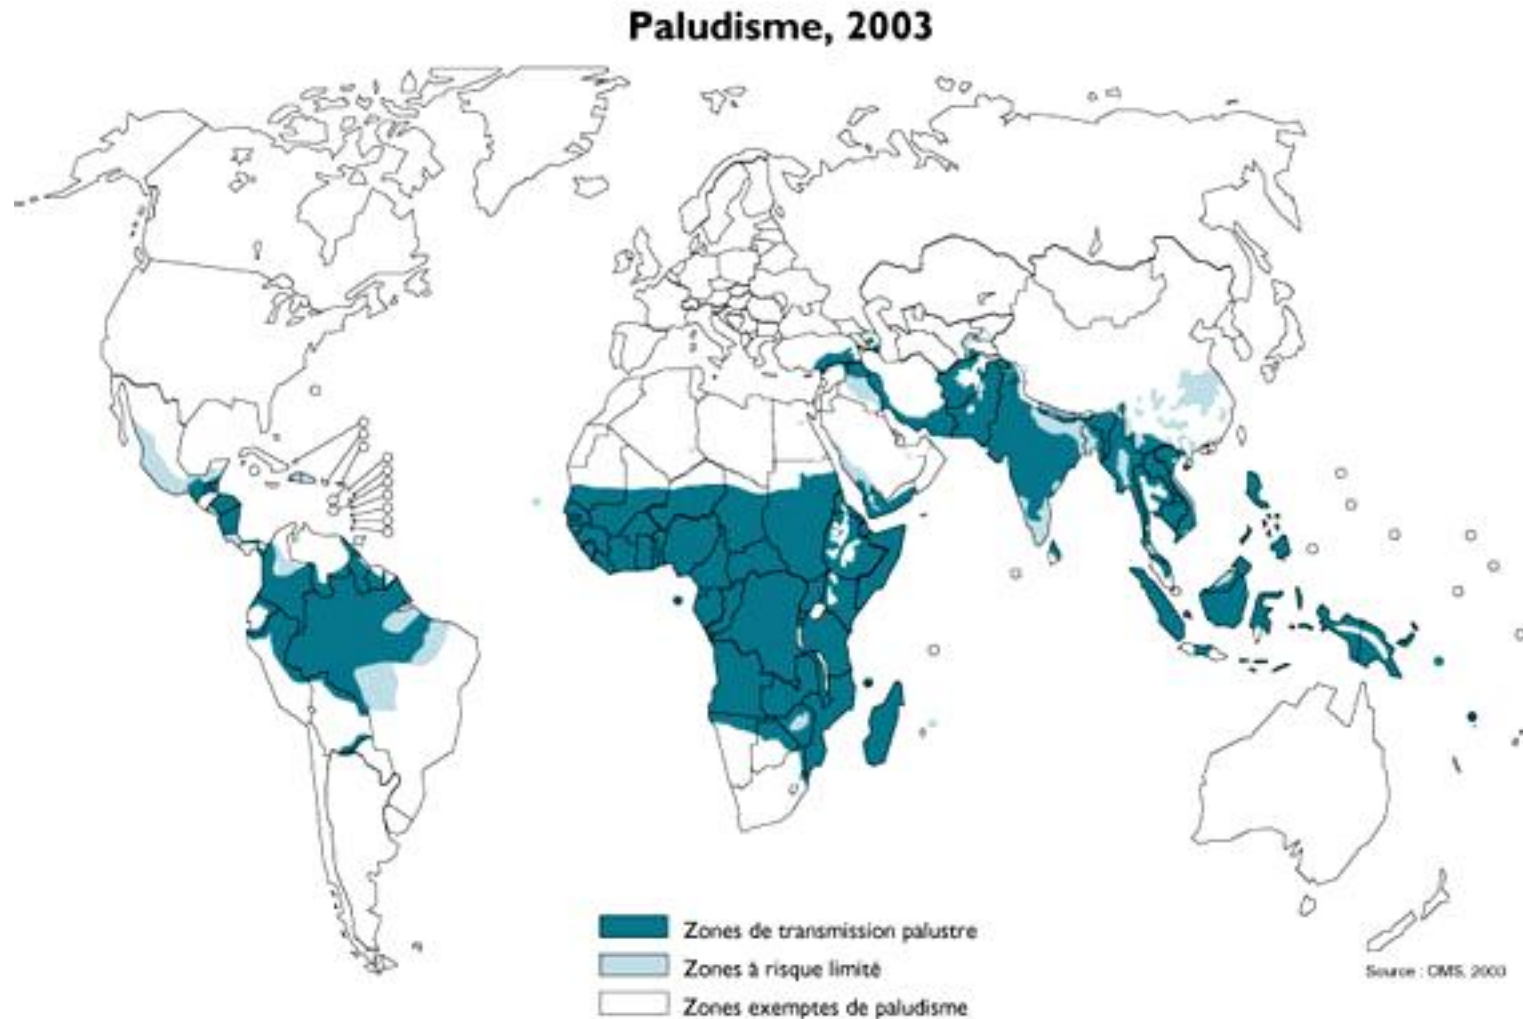 Paludisme, 2003
Zones de transmission palustre
Zones à risque limité
Zones exemptes de paludisme
Source : OMS, 2003